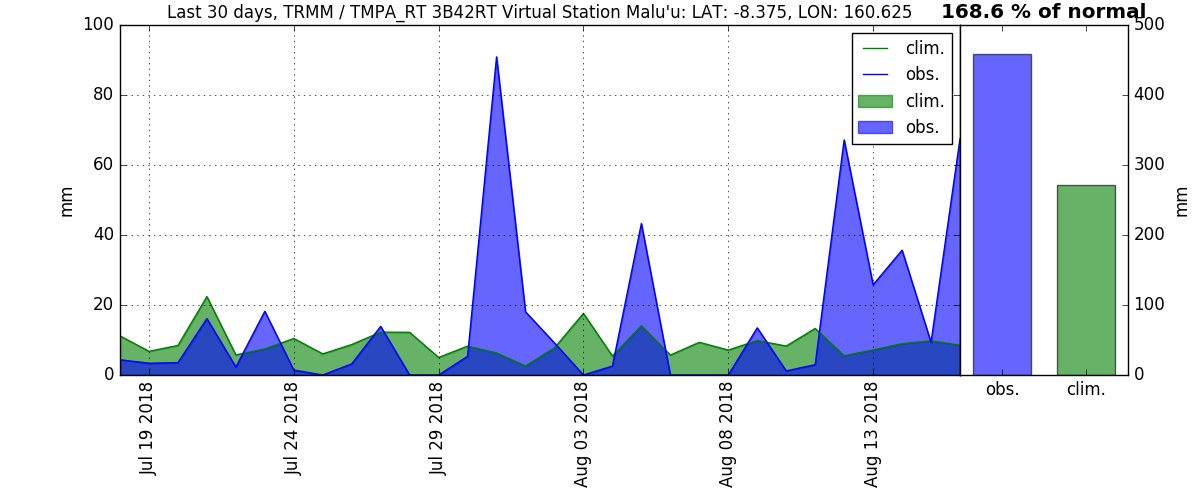 Last 30 days, TRMM / TMPA_RT 3B42RT Virtual Station Malu'u: LAT: -8.375, LON: 160.625
168.6 % of normal
100
80
60
40
20
0
mm
clim.
obs.
clim.
obs.
Jul 19 2018
Jul 24 2018
Jul 29 2018
Aug 03 2018
Aug 08 2018
Aug 13 2018
500
400
300
200
100
0
mm
obs.
clim.